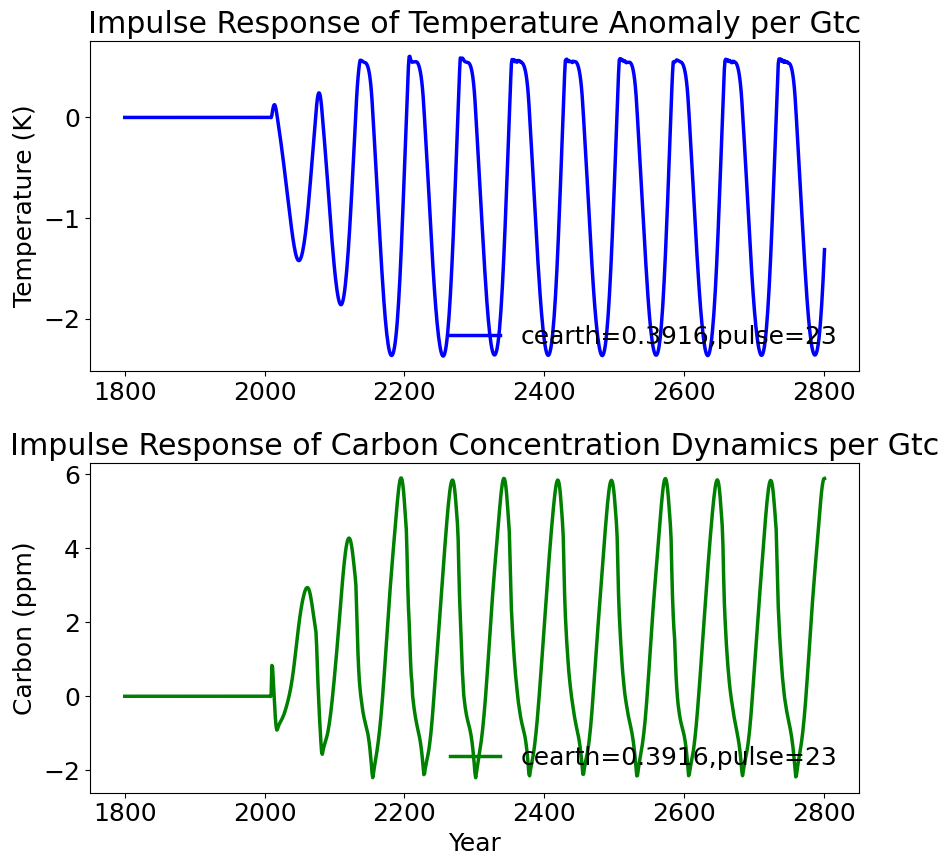 Impulse Response of Temperature Anomaly per Gtc
Temperature (K)
0
−1
−2
cearth=0.3916,pulse=23
1800 2000 2200 2400 2600 2800
Impulse Response of Carbon Concentration Dynamics per Gtc
Carbon (ppm)
6
4
2
0
−2
cearth=0.3916,pulse=23
1800 2000 2200 2400 2600 2800
Year